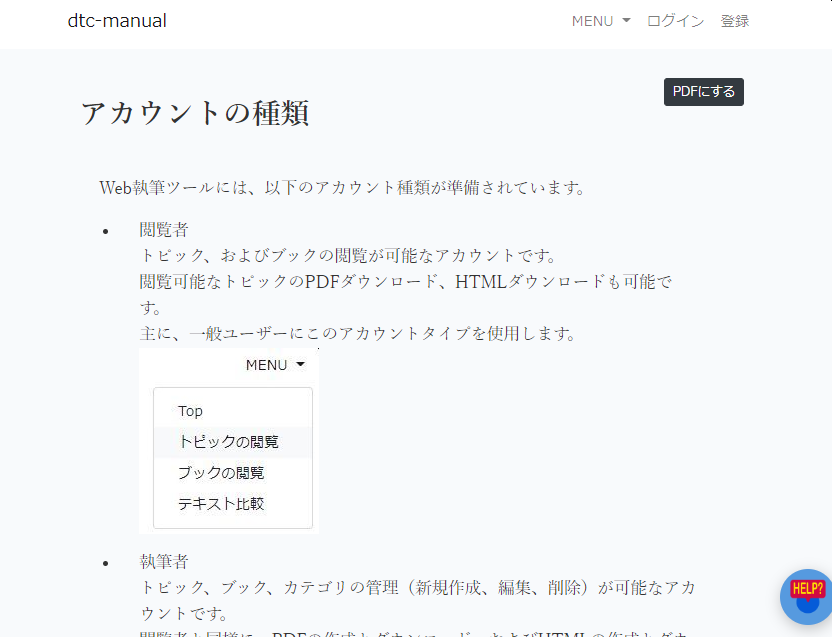 dtc-manual
MENU
ログイン
登録
PDFにする
アカウントの種類
Web執筆ツールには、以下のアカウント種類が準備されています。
閲覧者
トピック、およびブックの閲覧が可能なアカウントです。
閲覧可能なトピックのPDFダウンロード、HTMLダウンロードも可能で
す。
主に、一般ユーザーにこのアカウントタイプを使用します。
MENU
Top
トピックの閲覧
ブックの閲覧
テキスト比較
執筆者
トピック、ブック、カテゴリの管理（新規作成、編集、削除）が可能なアカ
ウントです。
HELP?